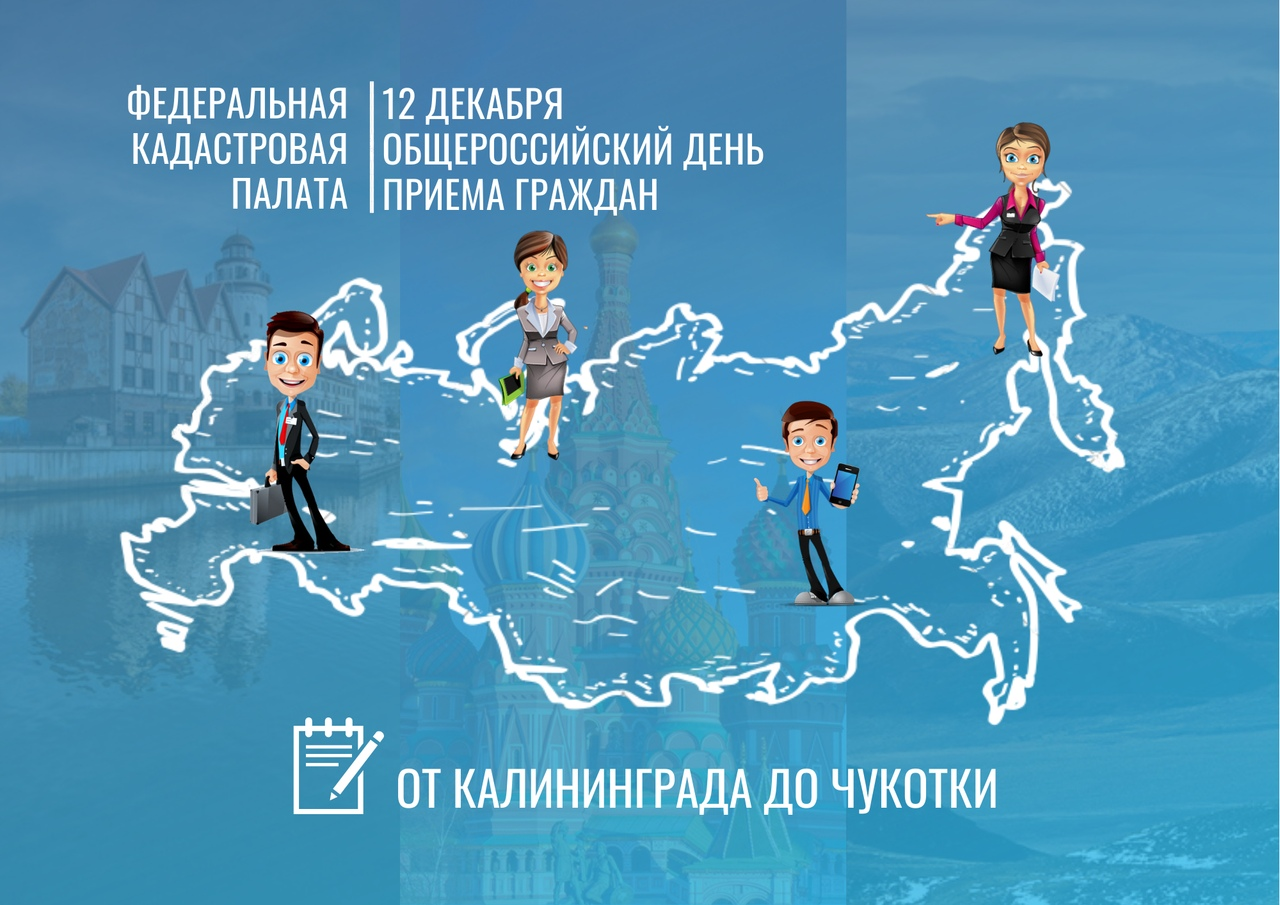 ФЕДЕРАЛЬНАЯ
КАДАСТРОВАЯ
ПАЛАТА
12 ДЕКАБРЯ
ОБЩЕРОССИЙСКИЙ ДЕНЬ
ПРИЕМА ГРАЖДАН
ОТ КАЛИНИНГРАДА ДО ЧУКОТКИ